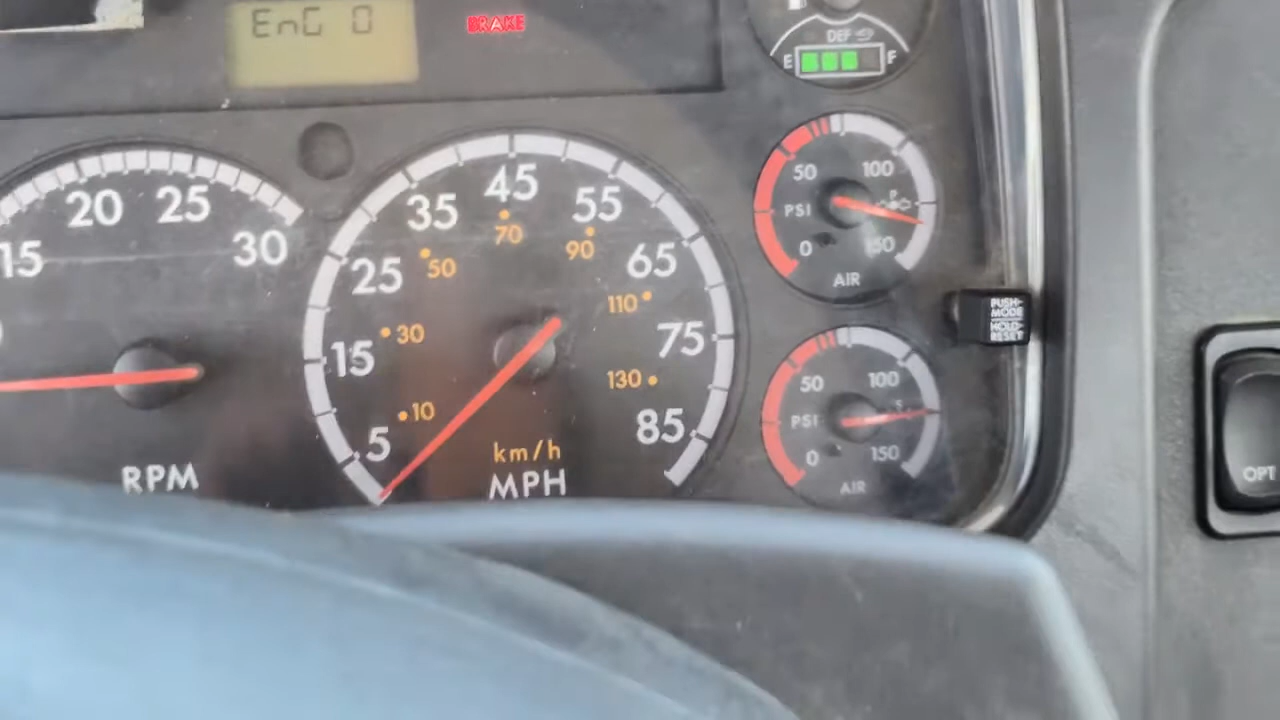 EnG 0
BRAKE
DEF
E F
15 20 25 30
RPM
5 15 25 35 45 55 65 75 85
10 30 50 70 90 110 130
km/h
MPH
50 100
PSI P
0 150
AIR
50 100
PSI S
0 150
AIR
PUSH-
MODE
HOLD-
RESET
OPT